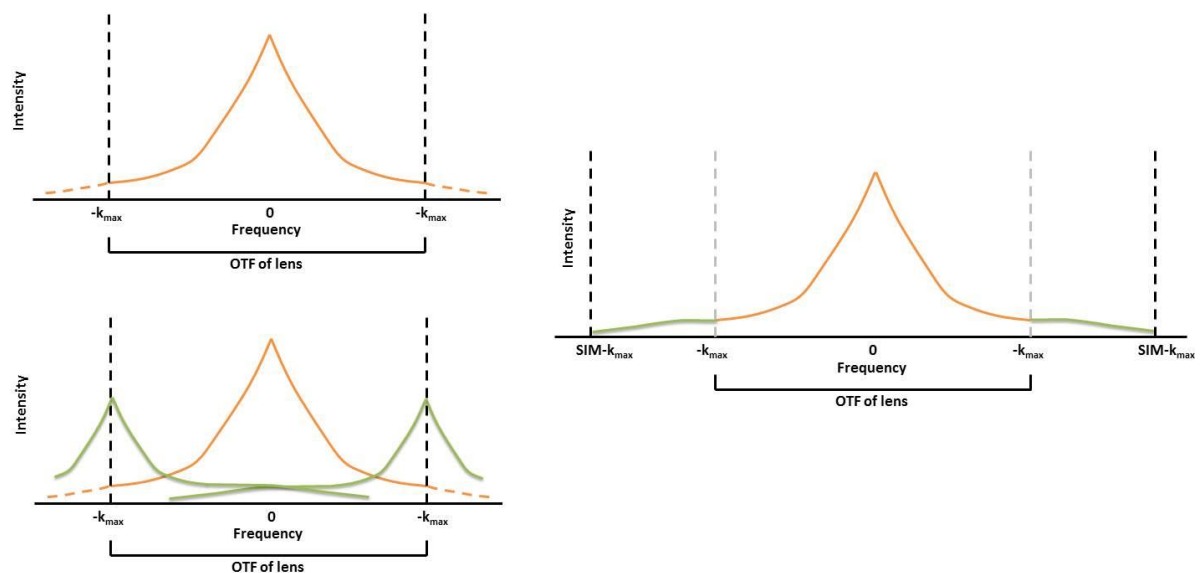 Intensity
-kmax 0 -kmax
Frequency
OTF of lens
Intensity
-kmax 0 -kmax
Frequency
OTF of lens
Intensity
SIM-kmax -kmax 0 -kmax SIM-kmax
Frequency
OTF of lens